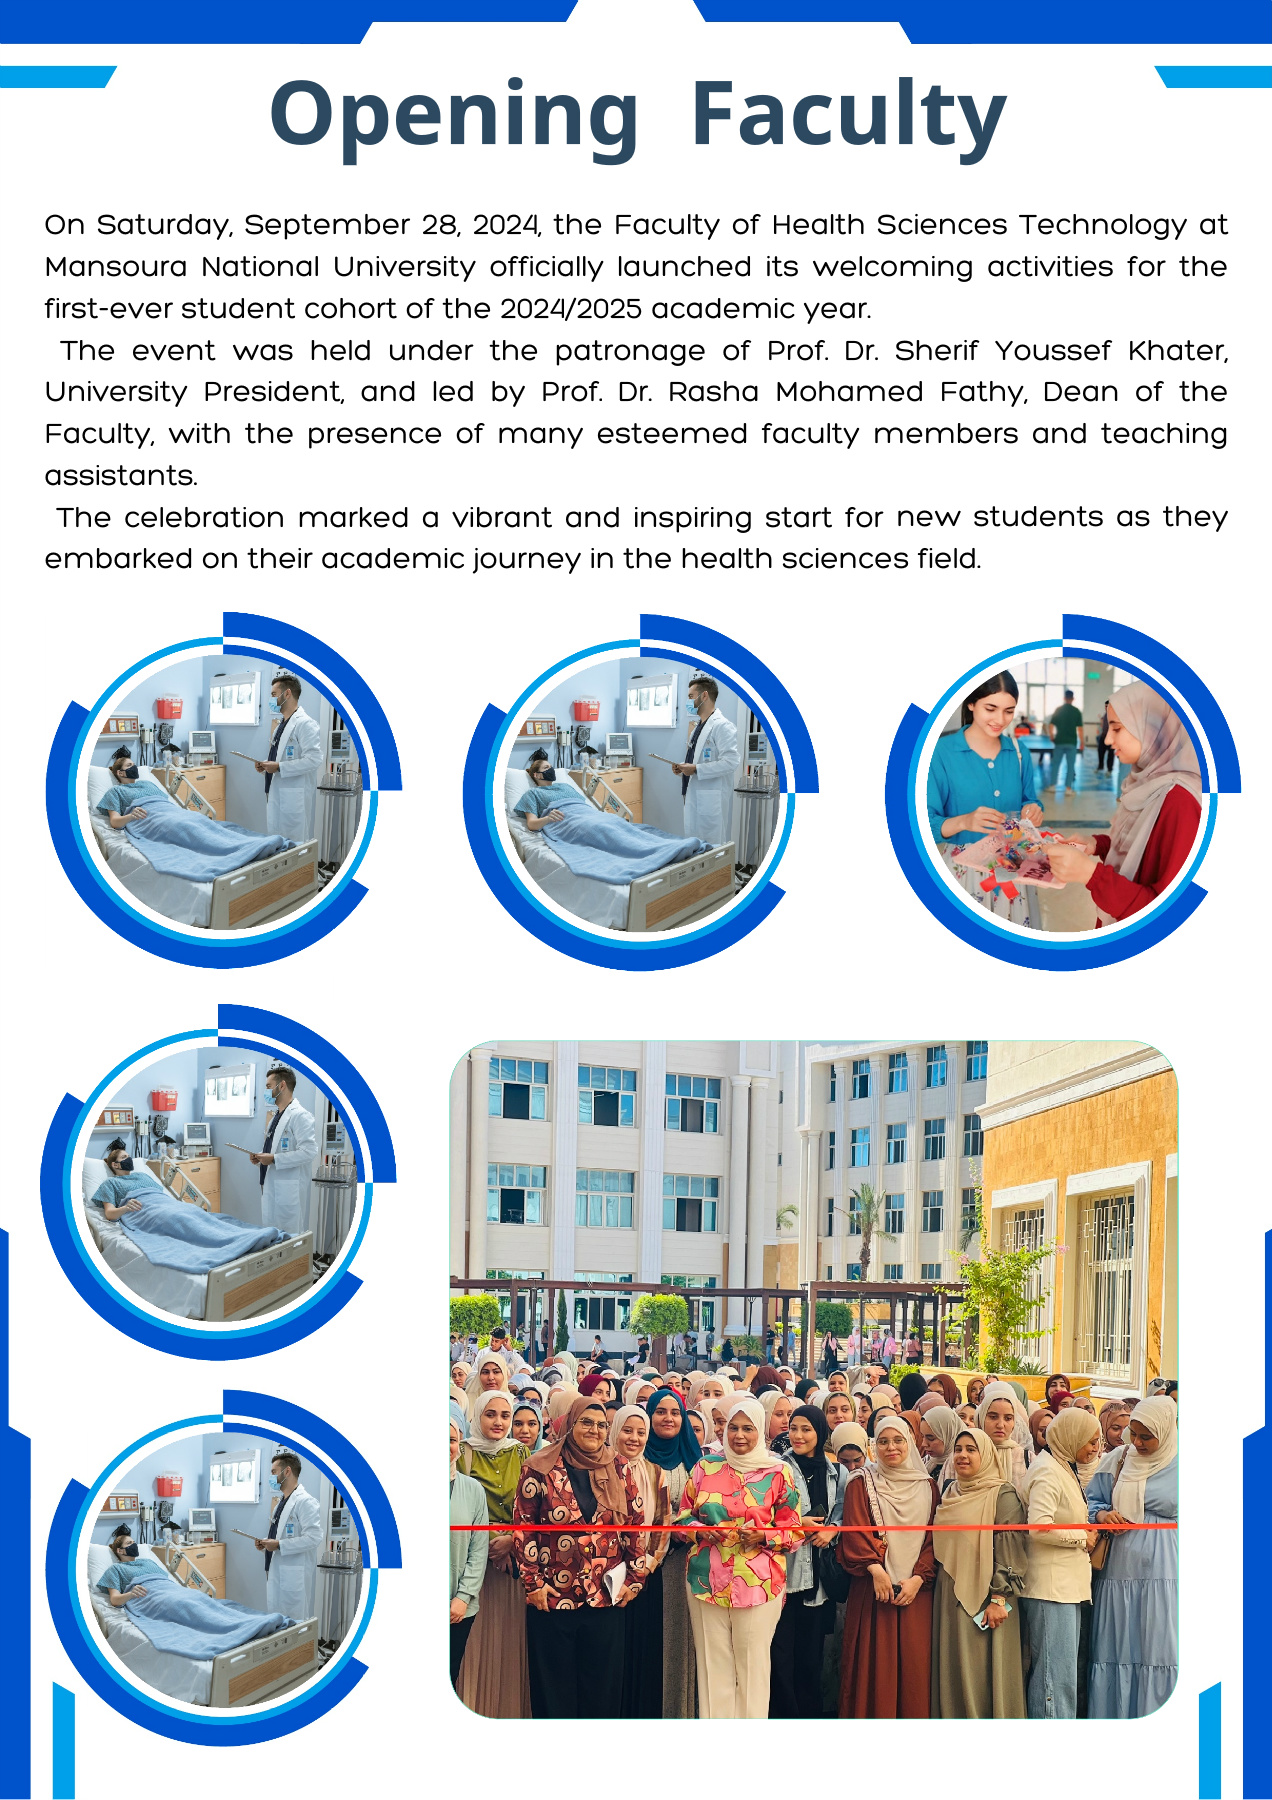 Opening Faculty
On Saturday, September 28, 2024, the Faculty of Health Sciences Technology at
Mansoura National University officially launched its welcoming activities for the
first-ever student cohort of the 2024/2025 academic year.
The event was held under the patronage of Prof. Dr. Sherif Youssef Khater,
University President, and led by Prof. Dr. Rasha Mohamed Fathy, Dean of the
Faculty, with the presence of many esteemed faculty members and teaching
assistants.
The celebration marked a vibrant and inspiring start for new students as they
embarked on their academic journey in the health sciences field.